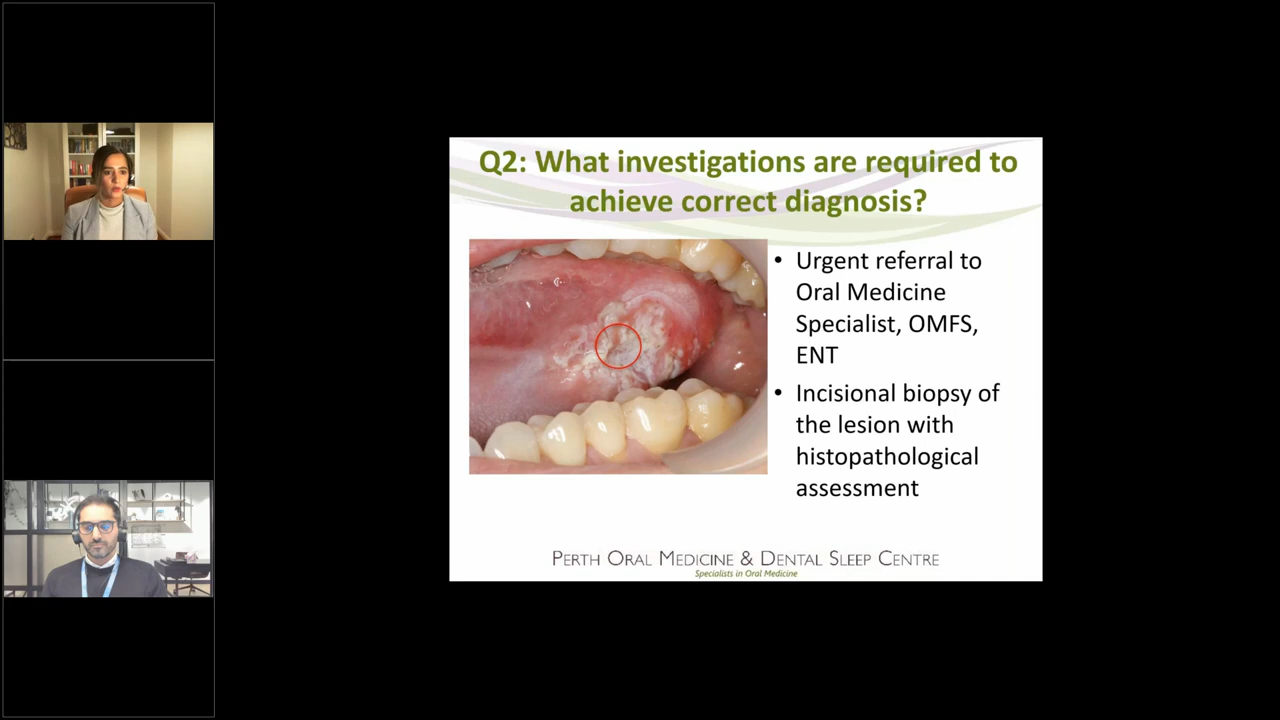 Q2: What investigations are required to
achieve correct diagnosis?
• Urgent referral to
Oral Medicine
Specialist, OMFS,
ENT
• Incisional biopsy of
the lesion with
histopathological
assessment
PERTH ORAL MEDICINE & DENTAL SLEEP CENTRE
Specialists in Oral Medicine